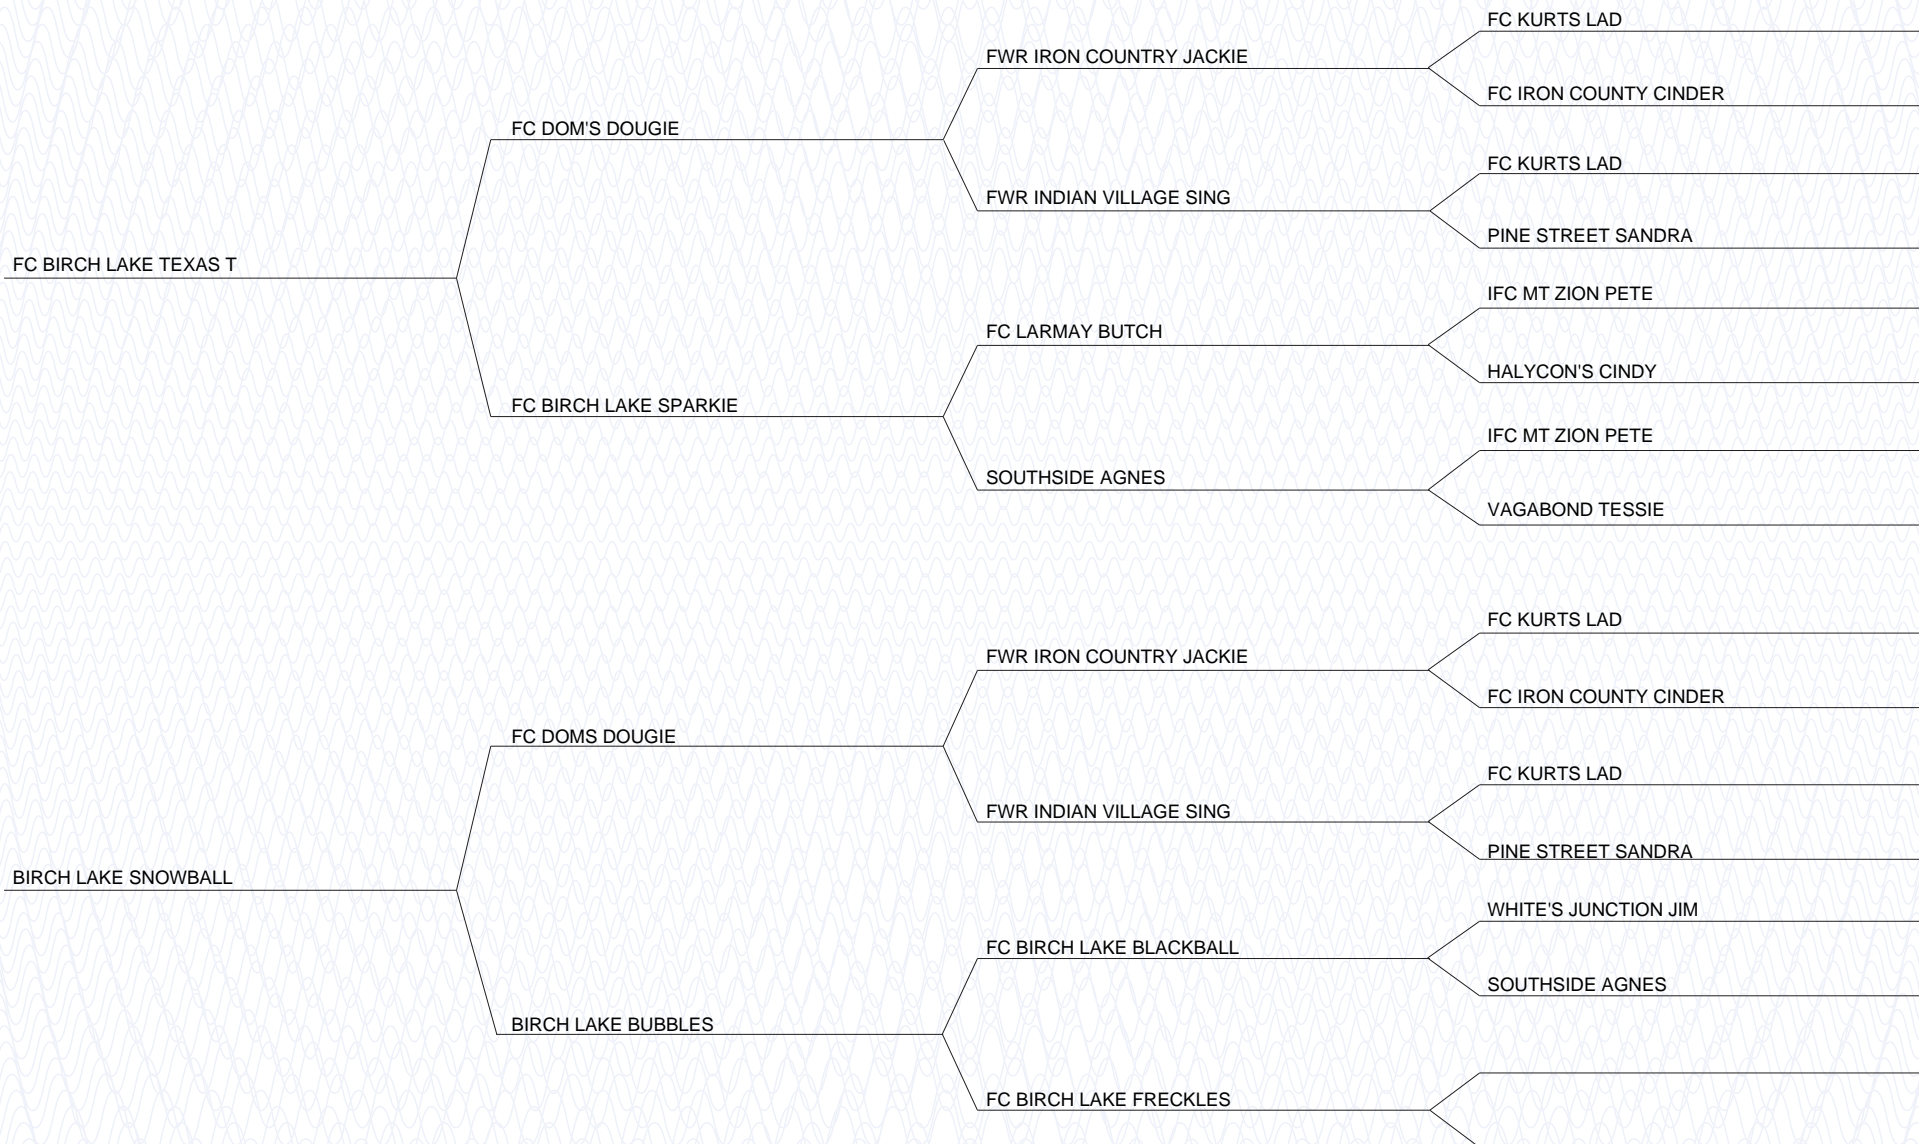 FC KURTS LAD
FWR IRON COUNTRY JACKIE
FC IRON COUNTY CINDER
FC DOM'S DOUGIE
FC KURTS LAD
FWR INDIAN VILLAGE SING
PINE STREET SANDRA
FC BIRCH LAKE TEXAS T
IFC MT ZION PETE
FC LARMAY BUTCH
HALYCON'S CINDY
FC BIRCH LAKE SPARKIE
IFC MT ZION PETE
SOUTHSIDE AGNES
VAGABOND TESSIE
FC KURTS LAD
FWR IRON COUNTRY JACKIE
FC IRON COUNTY CINDER
FC DOMS DOUGIE
FC KURTS LAD
FWR INDIAN VILLAGE SING
PINE STREET SANDRA
BIRCH LAKE SNOWBALL
WHITE'S JUNCTION JIM
FC BIRCH LAKE BLACKBALL
SOUTHSIDE AGNES
BIRCH LAKE BUBBLES
FC BIRCH LAKE FRECKLES